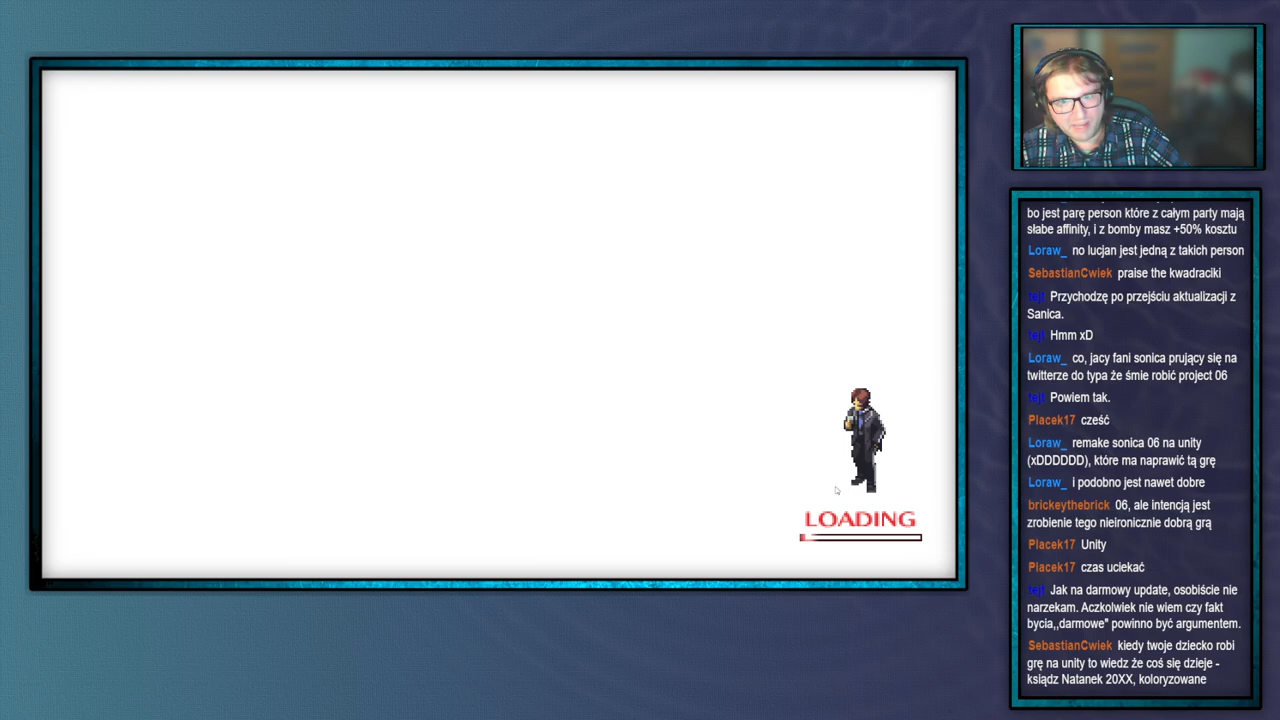 LOADING
bo jest parę person które z całym party mają
słabe affinity, i z bomby masz +50% kosztu
Loraw_ no lucjan jest jedną z takich person
SebastianCwiek praise the kwadraciki
tejt Przychodzę po przejściu aktualizacji z
Sanica.
tejt Hmm xD
Loraw_ co, jacy fani sonica prujący się na
twitterze do typa że śmie robić project 06
tejt Powiem tak.
Placek17 cześć
Loraw_ remake sonica 06 na unity
(xDDDDDD), które ma naprawić tą grę
Loraw_ i podobno jest nawet dobre
brickeythebrick 06, ale intencją jest
zrobienie tego nieironicznie dobrą grą
Placek17 Unity
Placek17 czas uciekać
tejt Jak na darmowy update, osobiście nie
narzekam. Aczkolwiek nie wiem czy fakt
bycia,,darmowe" powinno być argumentem.
SebastianCwiek kiedy twoje dziecko robi
grę na unity to wiedz że coś się dzieje -
ksiądz Natanek 20XX, koloryzowane